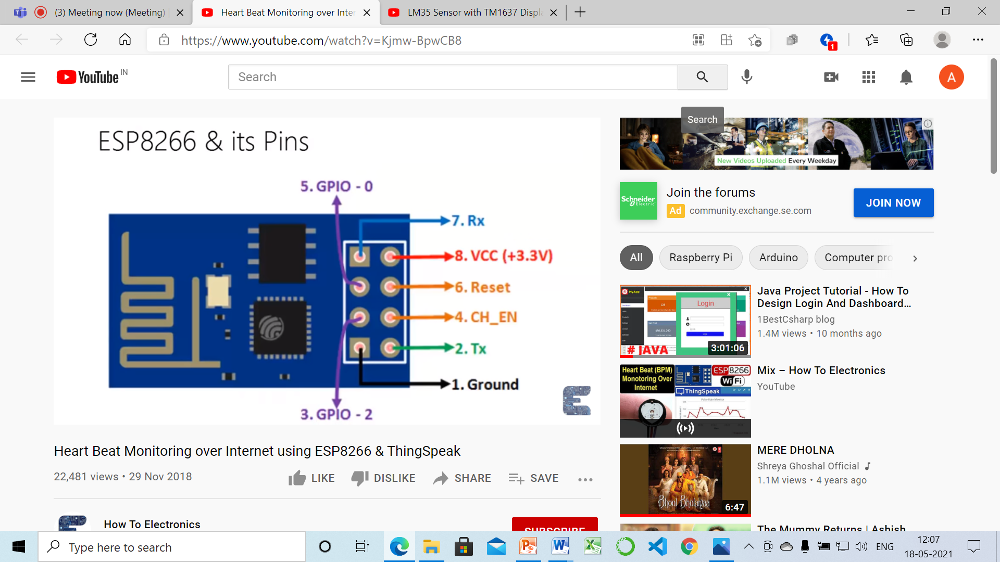 (3) Meeting now (Meeting)
Heart Beat Monitoring over Inter
LM35 Sensor with TM1637 Displa
https://www.youtube.com/watch?v=Kjmw-BpwCB8
1
YouTube IN
Search
A
Search
ESP8266 & its Pins
5. GPIO - 0
7. Rx
8. VCC (+3.3V)
6. Reset
4. CH_EN
2. Tx
1. Ground
3. GPIO - 2
New Videos Uploaded Every Weekday
Schneider Electric
Join the forums
Ad community.exchange.se.com
JOIN NOW
All
Raspberry Pi
Arduino
Computer pro
MyApp
Login
# JAVA
3:01:06
Java Project Tutorial - How To
Design Login And Dashboard...
1BestCsharp blog
1.4M views • 10 months ago
Heart Beat (BPM)
Monotoring Over
Internet
ESP8266
WiFi
ThingSpeak
Pulse Rate Monitor
Mix – How To Electronics
YouTube
Bhool Bhulaiyaa
6:47
MERE DHOLNA
Shreya Ghoshal Official
1.1M views • 4 years ago
The Mummy Returns | Ashish
Heart Beat Monitoring over Internet using ESP8266 & ThingSpeak
22,481 views • 29 Nov 2018
LIKE
DISLIKE
SHARE
SAVE
How To Electronics
SUBSCRIBE
Type here to search
ENG
12:07
18-05-2021